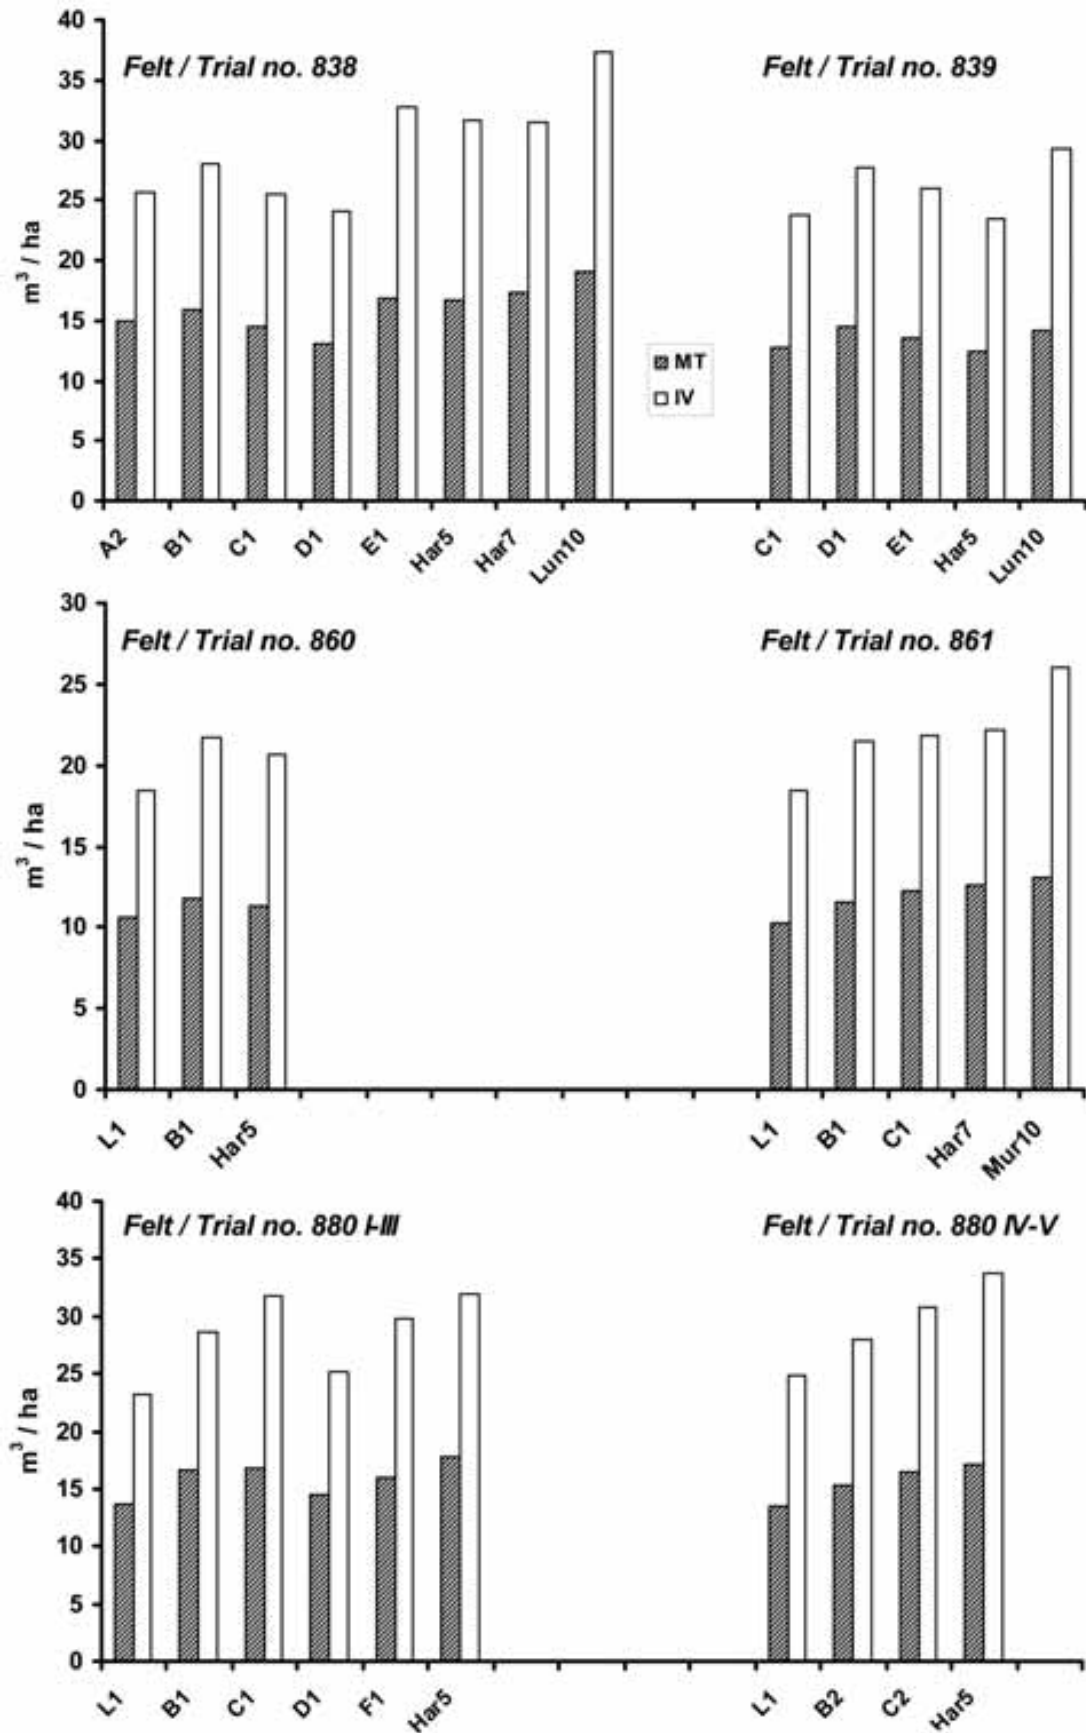 40
35
30
25
20
15
10
5
0
m³ / ha
Felt / Trial no. 838
Felt / Trial no. 839
MT
IV
A2 B1 C1 D1 E1 Har5 Har7 Lun10 C1 D1 E1 Har5 Lun10
30
25
20
15
10
5
0
m³ / ha
Felt / Trial no. 860
Felt / Trial no. 861
L1 B1 Har5 L1 B1 C1 Har7 Mur10
40
35
30
25
20
15
10
5
0
m³ / ha
Felt / Trial no. 880 I-III
Felt / Trial no. 880 IV-V
L1 B1 C1 D1 F1 Har5 L1 B2 C2 Har5